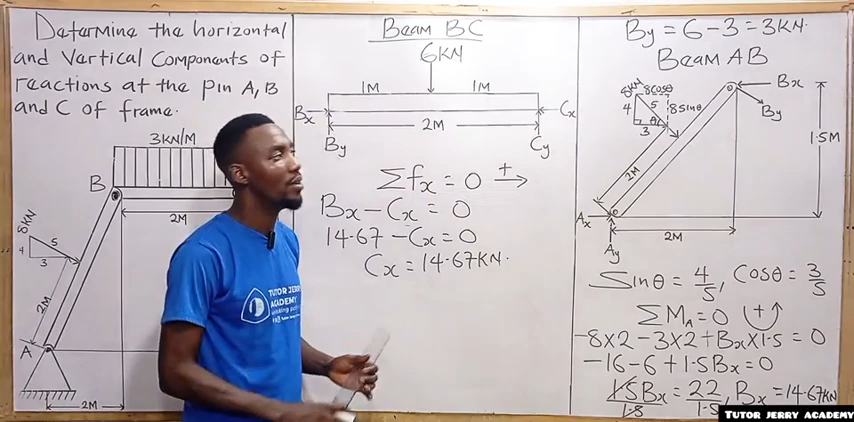 Determine the horizontal
and Vertical Components of
reactions at the pin A, B
and C of frame.
3KN/M
B
2M
8KN
5
4
3
2M
A
2M
TUTOR JERRY
ACADEMY
Beam BC
6KN
1M 1M
Bx Cx
2M
By Cy
Σfx = 0 +
Bx - Cx = 0
14.67 - Cx = 0
Cx = 14.67KN.
By = 6 - 3 = 3KN.
Beam AB
Bx
By
8KN 8Cosθ
4 5 8Sinθ
3 θ
2M
1.5M
Ax
Ay
2M
Sinθ = 4/5, Cosθ = 3/5
ΣMA = 0 +
-8x2 - 3x2 + Bx x 1.5 = 0
-16 - 6 + 1.5Bx = 0
1.5Bx = 22, Bx = 14.67KN
1.5 1.5
TUTOR JERRY ACADEMY